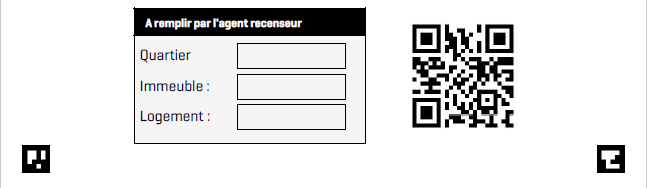 A remplir par l'agent recenseur
Quartier
Immeuble :
Logement :